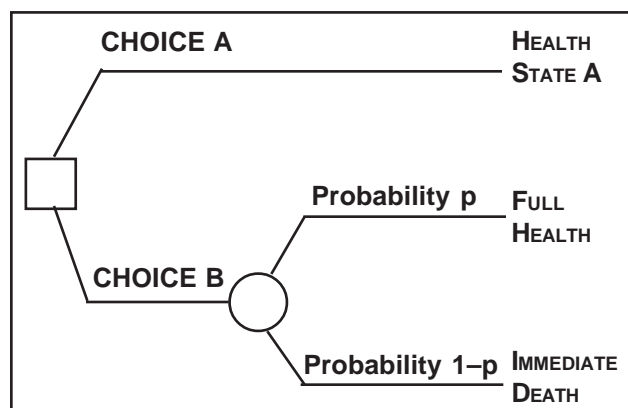 CHOICE A
HEALTH
STATE A
Probability p
FULL
HEALTH
CHOICE B
Probability 1–p
IMMEDIATE
DEATH